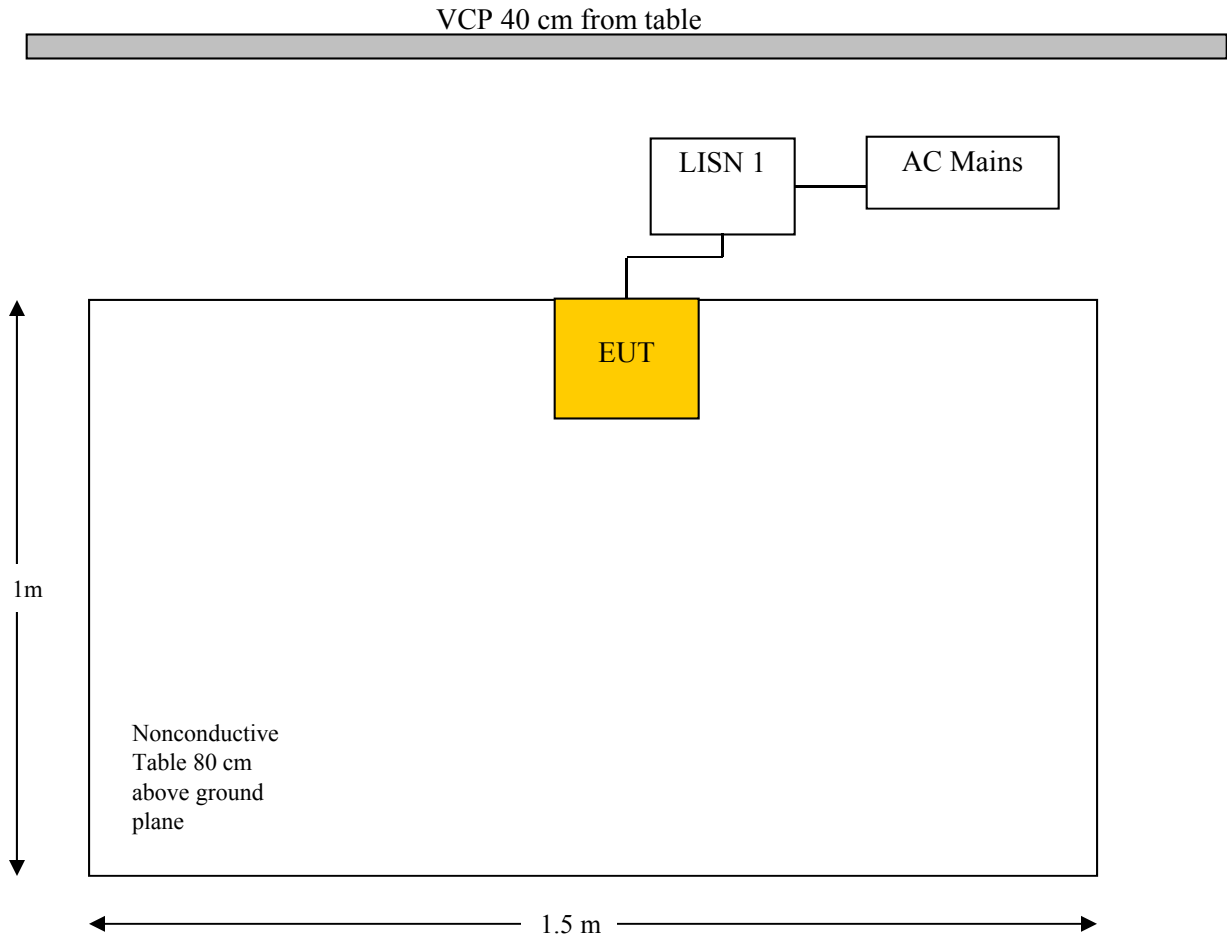 VCP 40 cm from table
LISN 1
AC Mains
EUT
1m
Nonconductive
Table 80 cm
above ground
plane
1.5 m